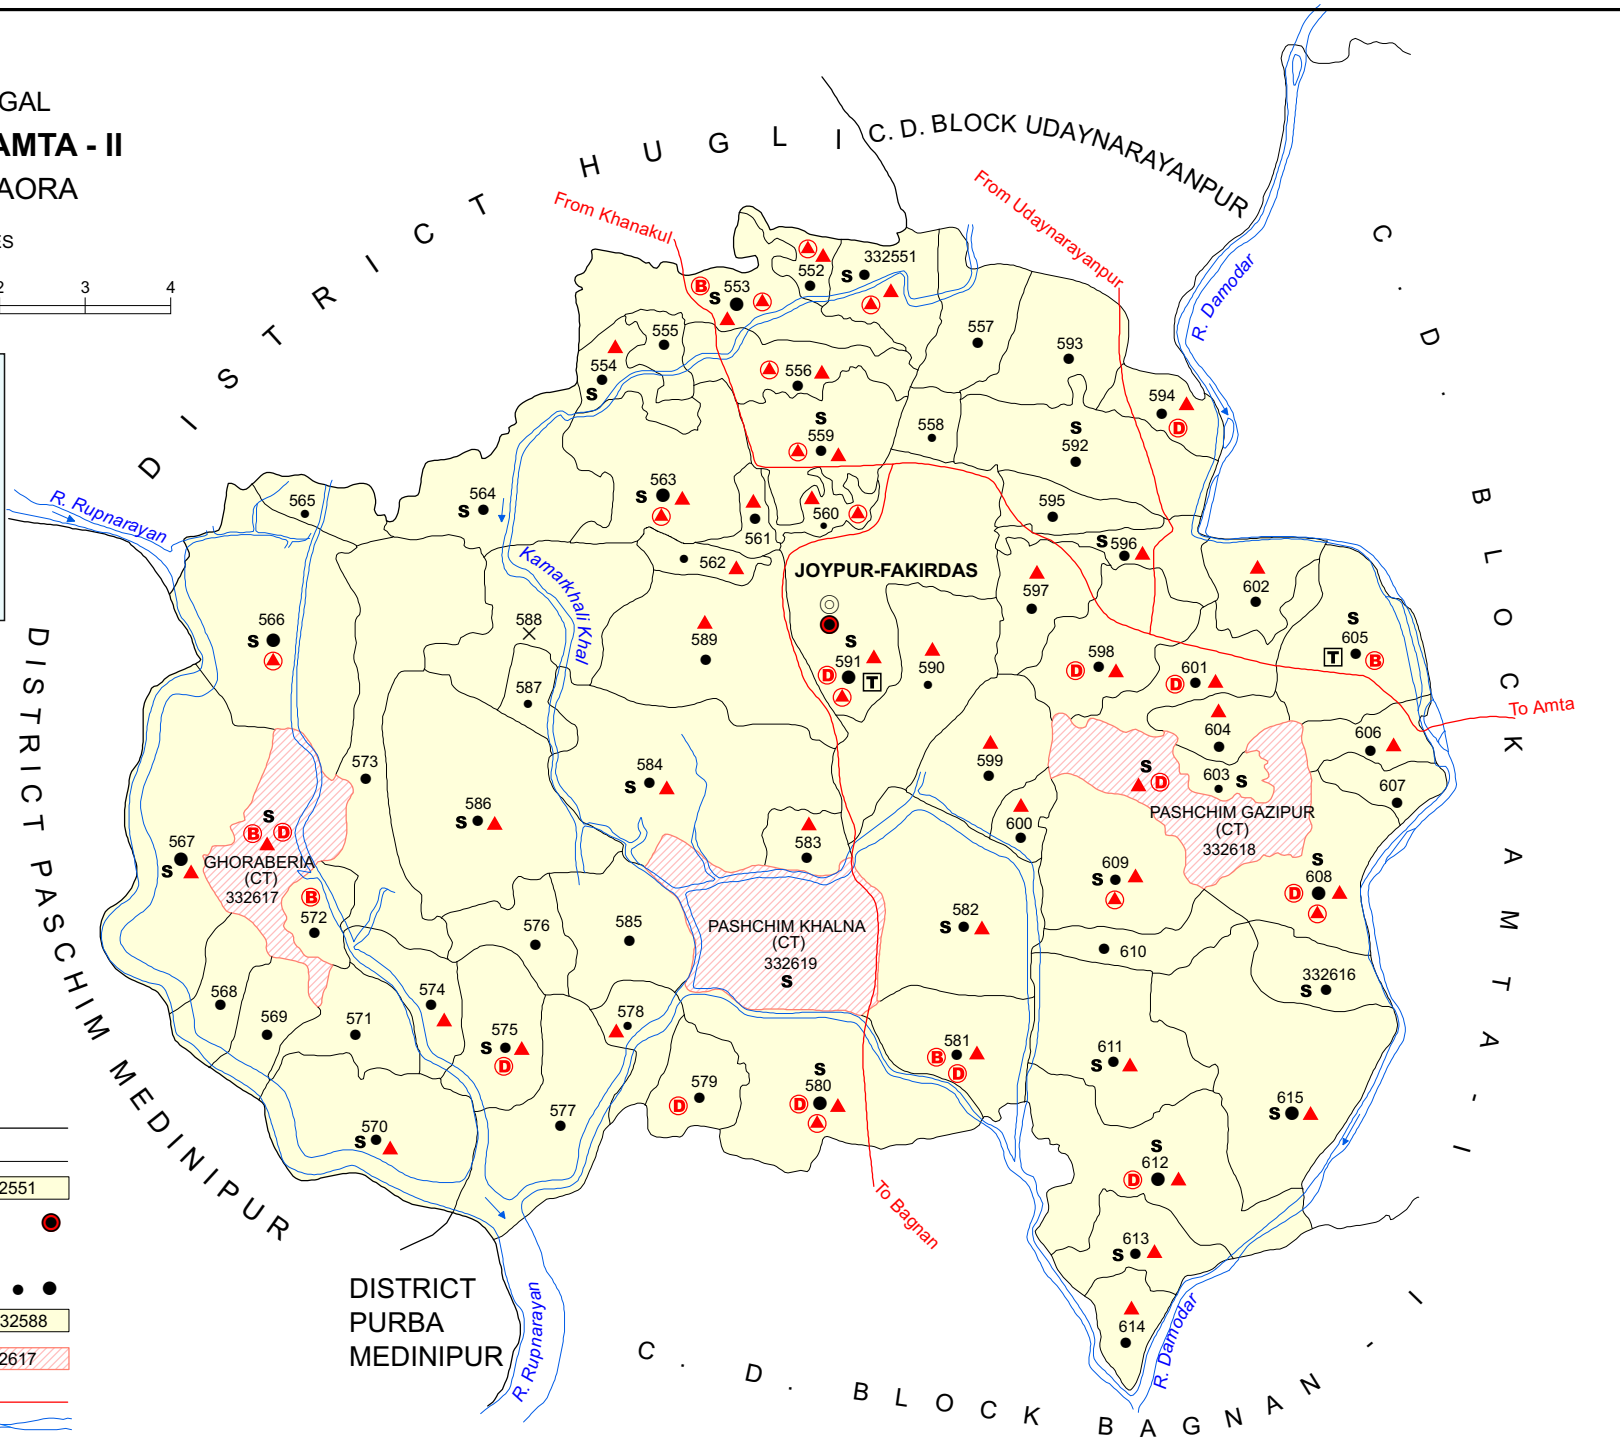 GAL
AMTA - II
AORA
ES
2 3 4
DISTRICT HUGLI
C. D. BLOCK UDAYNARAYANPUR
C. D. BLOCK AMTA - I
From Khanakul
From Udaynarayanpur
R. Damodar
552
332551
S
B
S
553
555
557
593
554
S
556
594
D
S
559
558
S
592
563
S
564
S
565
R. Rupnarayan
561
560
595
S
596
562
JOYPUR-FAKIRDAS
Kamarkhali Khal
597
602
588
566
S
589
S
591
D
T
590
598
D
601
D
S
605
T
B
587
To Amta
604
606
573
584
S
599
S
D
603
S
607
586
S
600
PASHCHIM GAZIPUR
(CT)
332618
583
S
B
D
567
S
GHORABERIA
(CT)
332617
B
572
609
S
S
608
D
576
585
PASHCHIM KHALNA
(CT)
332619
S
582
S
610
332616
S
568
569
571
574
575
S
D
578
581
B
D
611
S
579
D
S
580
D
615
S
570
S
577
S
612
D
613
S
614
To Bagnan
DISTRICT PASCHIM MEDINIPUR
DISTRICT
PURBA
MEDINIPUR
R. Rupnarayan
R. Damodar
C. D. BLOCK BAGNAN - I
2551
32588
2617